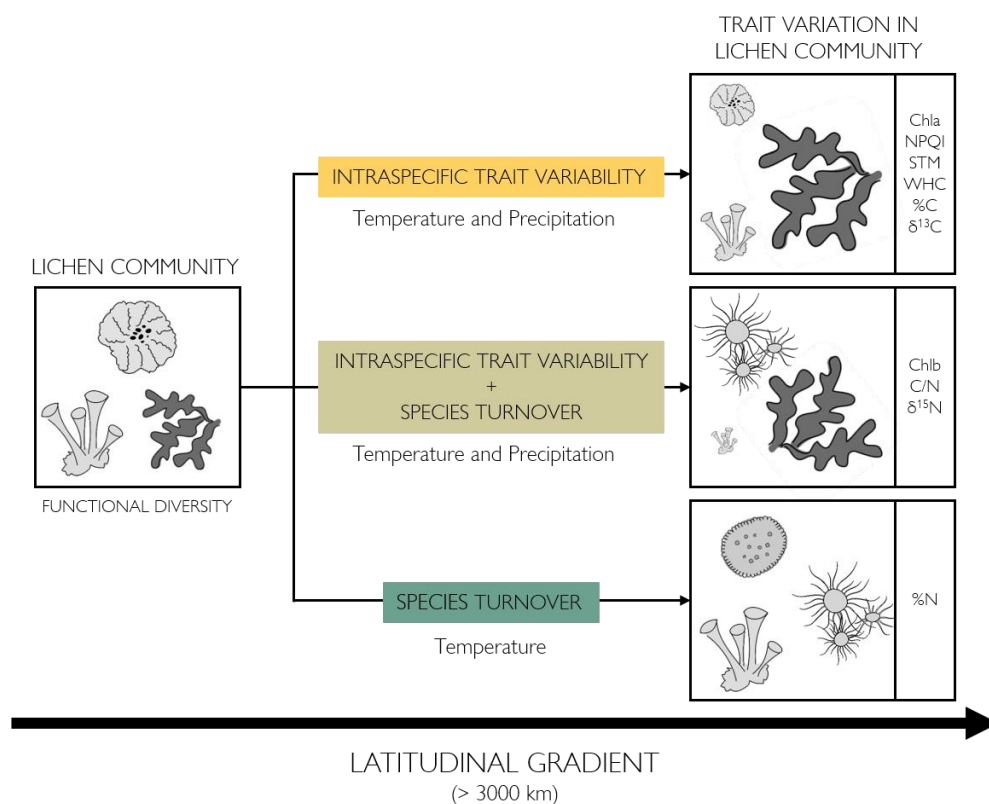 TRAIT VARIATION IN
LICHEN COMMUNITY
INTRASPECIFIC TRAIT VARIABILITY
Temperature and Precipitation
Chla
NPQI
STM
WHC
%C
δ¹³C
LICHEN COMMUNITY
FUNCTIONAL DIVERSITY
INTRASPECIFIC TRAIT VARIABILITY
+
SPECIES TURNOVER
Temperature and Precipitation
Chlb
C/N
δ¹⁵N
SPECIES TURNOVER
Temperature
%N
LATITUDINAL GRADIENT
(> 3000 km)